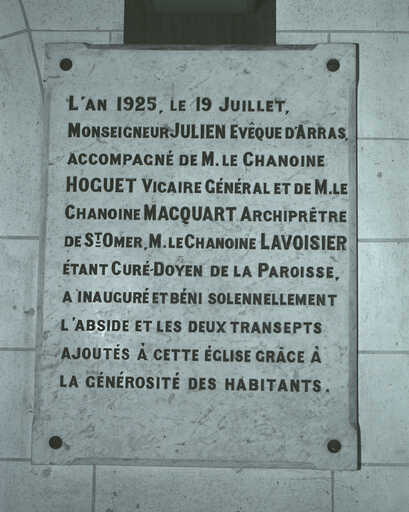 L'AN 1925, LE 19 JUILLET,
MONSEIGNEUR JULIEN EVÊQUE D'ARRAS,
ACCOMPAGNÉ DE M. LE CHANOINE
HOGUET VICAIRE GÉNÉRAL ET DE M. LE
CHANOINE MACQUART ARCHIPRÊTRE
DE ST OMER, M. LE CHANOINE LAVOISIER
ÉTANT CURÉ-DOYEN DE LA PAROISSE,
A INAUGURÉ ET BÉNI SOLENNELLEMENT
L'ABSIDE ET LES DEUX TRANSEPTS
AJOUTÉS À CETTE ÉGLISE GRÂCE À
LA GÉNÉROSITÉ DES HABITANTS.